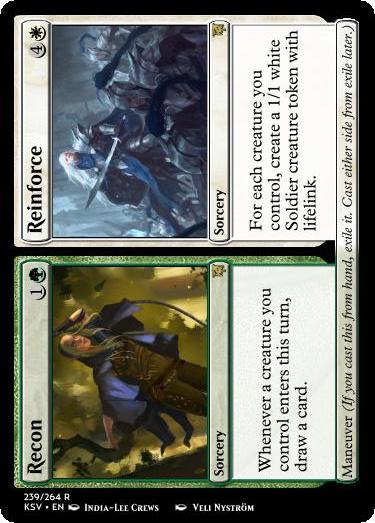 Recon
1
Sorcery
Whenever a creature you
control enters this turn,
draw a card.
Reinforce
4
Sorcery
For each creature you
control, create a 1/1 white
Soldier creature token with
lifelink.
Maneuver (If you cast this from hand, exile it. Cast either side from exile later.)
239/264 R
KSV • EN India-Lee Crews Veli Nyström